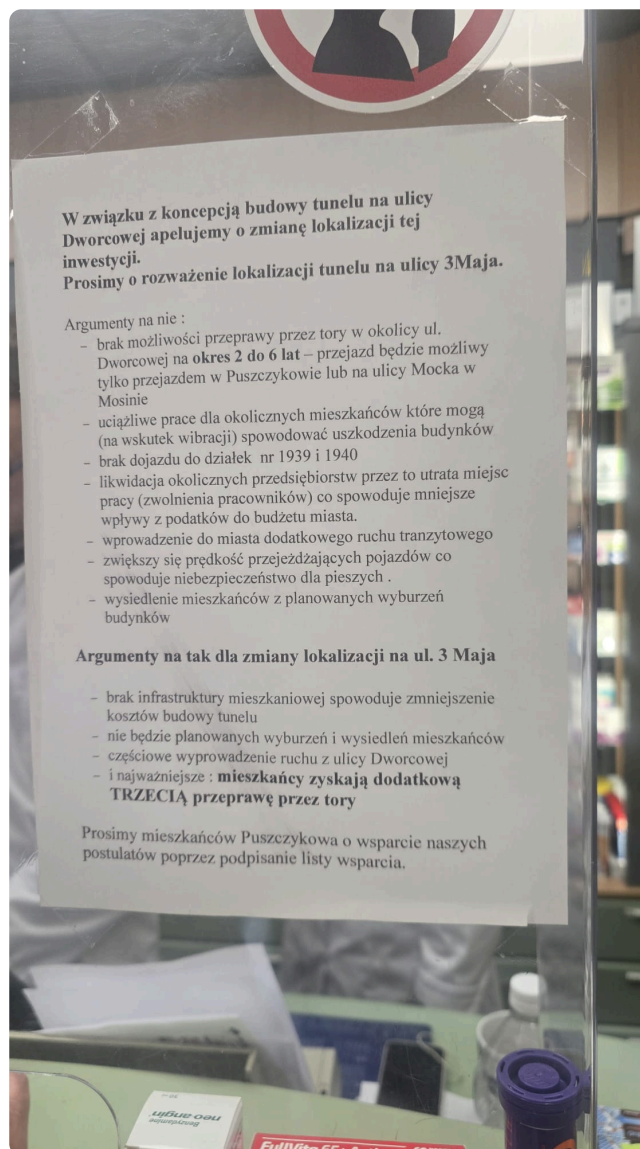 W związku z koncepcją budowy tunelu na ulicy
Dworcowej apelujemy o zmianę lokalizacji tej
inwestycji.
Prosimy o rozważenie lokalizacji tunelu na ulicy 3Maja.
Argumenty na nie :
– brak możliwości przeprawy przez tory w okolicy ul.
Dworcowej na okres 2 do 6 lat – przejazd będzie możliwy
tylko przejazdem w Puszczykowie lub na ulicy Mocka w
Mosinie
– uciążliwe prace dla okolicznych mieszkańców które mogą
(na wskutek wibracji) spowodować uszkodzenia budynków
– brak dojazdu do działek nr 1939 i 1940
– likwidacja okolicznych przedsiębiorstw przez to utrata miejsc
pracy (zwolnienia pracowników) co spowoduje mniejsze
wpływy z podatków do budżetu miasta.
– wprowadzenie do miasta dodatkowego ruchu tranzytowego
– zwiększy się prędkość przejeżdżających pojazdów co
spowoduje niebezpieczeństwo dla pieszych .
– wysiedlenie mieszkańców z planowanych wyburzeń
budynków
Argumenty na tak dla zmiany lokalizacji na ul. 3 Maja
– brak infrastruktury mieszkaniowej spowoduje zmniejszenie
kosztów budowy tunelu
– nie będzie planowanych wyburzeń i wysiedleń mieszkańców
– częściowe wyprowadzenie ruchu z ulicy Dworcowej
– i najważniejsze : mieszkańcy zyskają dodatkową
TRZECIĄ przeprawę przez tory
Prosimy mieszkańców Puszczykowa o wsparcie naszych
postulatów poprzez podpisanie listy wsparcia.
Benzydamine
neo-angin